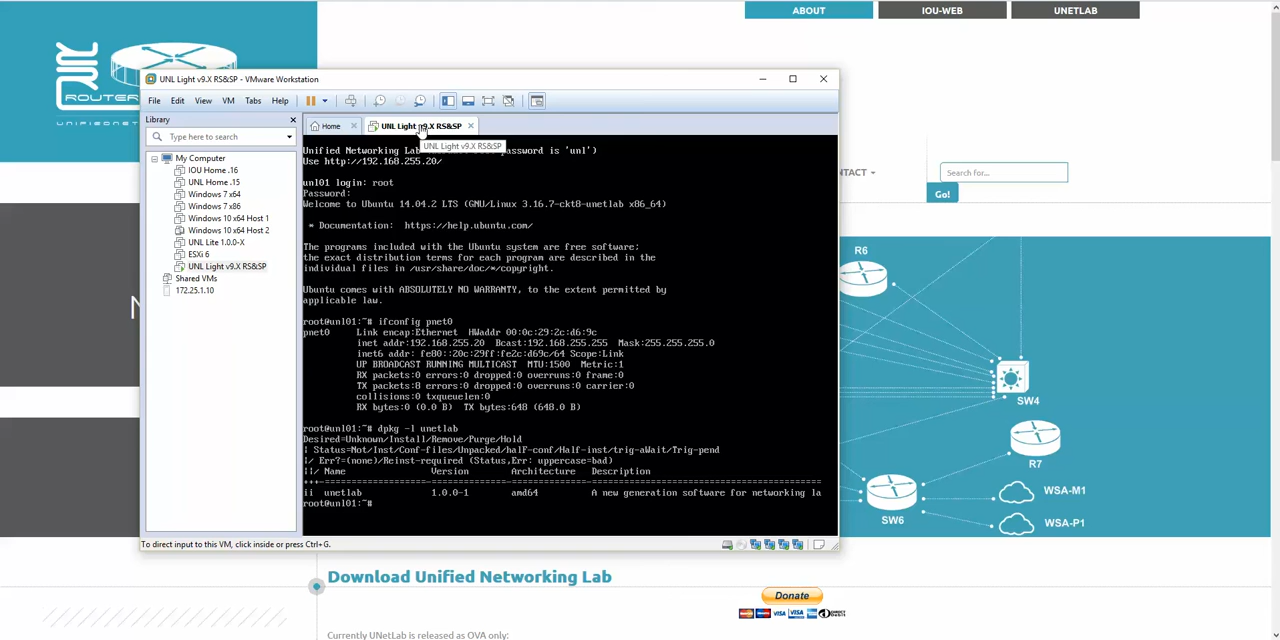 ABOUT
IOU-WEB
UNETLAB
UNL Light v9.X RS&SP - VMware Workstation
File Edit View VM Tabs Help
Library
Type here to search
My Computer
IOU Home .16
UNL Home .15
Windows 7 x64
Windows 7 x86
Windows 10 x64 Host 1
Windows 10 x64 Host 2
UNL Lite 1.0.0-X
ESXi 6
UNL Light v9.X RS&SP
Shared VMs
172.25.1.10
Home
UNL Light v9.X RS&SP
UNL Light v9.X RS&SP
Unified Networking Lab password is 'unl')
Use http://192.168.255.20/
unl01 login: root
Password:
Welcome to Ubuntu 14.04.2 LTS (GNU/Linux 3.16.7-ckt8-unetlab x86_64)
* Documentation: https://help.ubuntu.com/
The programs included with the Ubuntu system are free software;
the exact distribution terms for each program are described in the
individual files in /usr/share/doc/*/copyright.
Ubuntu comes with ABSOLUTELY NO WARRANTY, to the extent permitted by
applicable law.
root@unl01:~# ifconfig pnet0
pnet0 Link encap:Ethernet HWaddr 00:0c:29:2c:d6:9c
inet addr:192.168.255.20 Bcast:192.168.255.255 Mask:255.255.255.0
inet6 addr: fe80::20c:29ff:fe2c:d69c/64 Scope:Link
UP BROADCAST RUNNING MULTICAST MTU:1500 Metric:1
RX packets:0 errors:0 dropped:0 overruns:0 frame:0
TX packets:8 errors:0 dropped:0 overruns:0 carrier:0
collisions:0 txqueuelen:0
RX bytes:0 (0.0 B) TX bytes:648 (648.0 B)
root@unl01:~# dpkg -l unetlab
Desired=Unknown/Install/Remove/Purge/Hold
| Status=Not/Inst/Conf-files/Unpacked/halF-conf/Half-inst/trig-aWait/Trig-pend
|/ Err?=(none)/Reinst-required (Status,Err: uppercase=bad)
||/ Name Version Architecture Description
+++-==================================================
ii unetlab 1.0.0-1 amd64 A new generation software for networking la
root@unl01:~#
To direct input to this VM, click inside or press Ctrl+G.
Search for...
Go!
R6
SW4
R7
SW6
WSA-M1
WSA-P1
Download Unified Networking Lab
Donate
VISA
Currently UNetLab is released as OVA only: